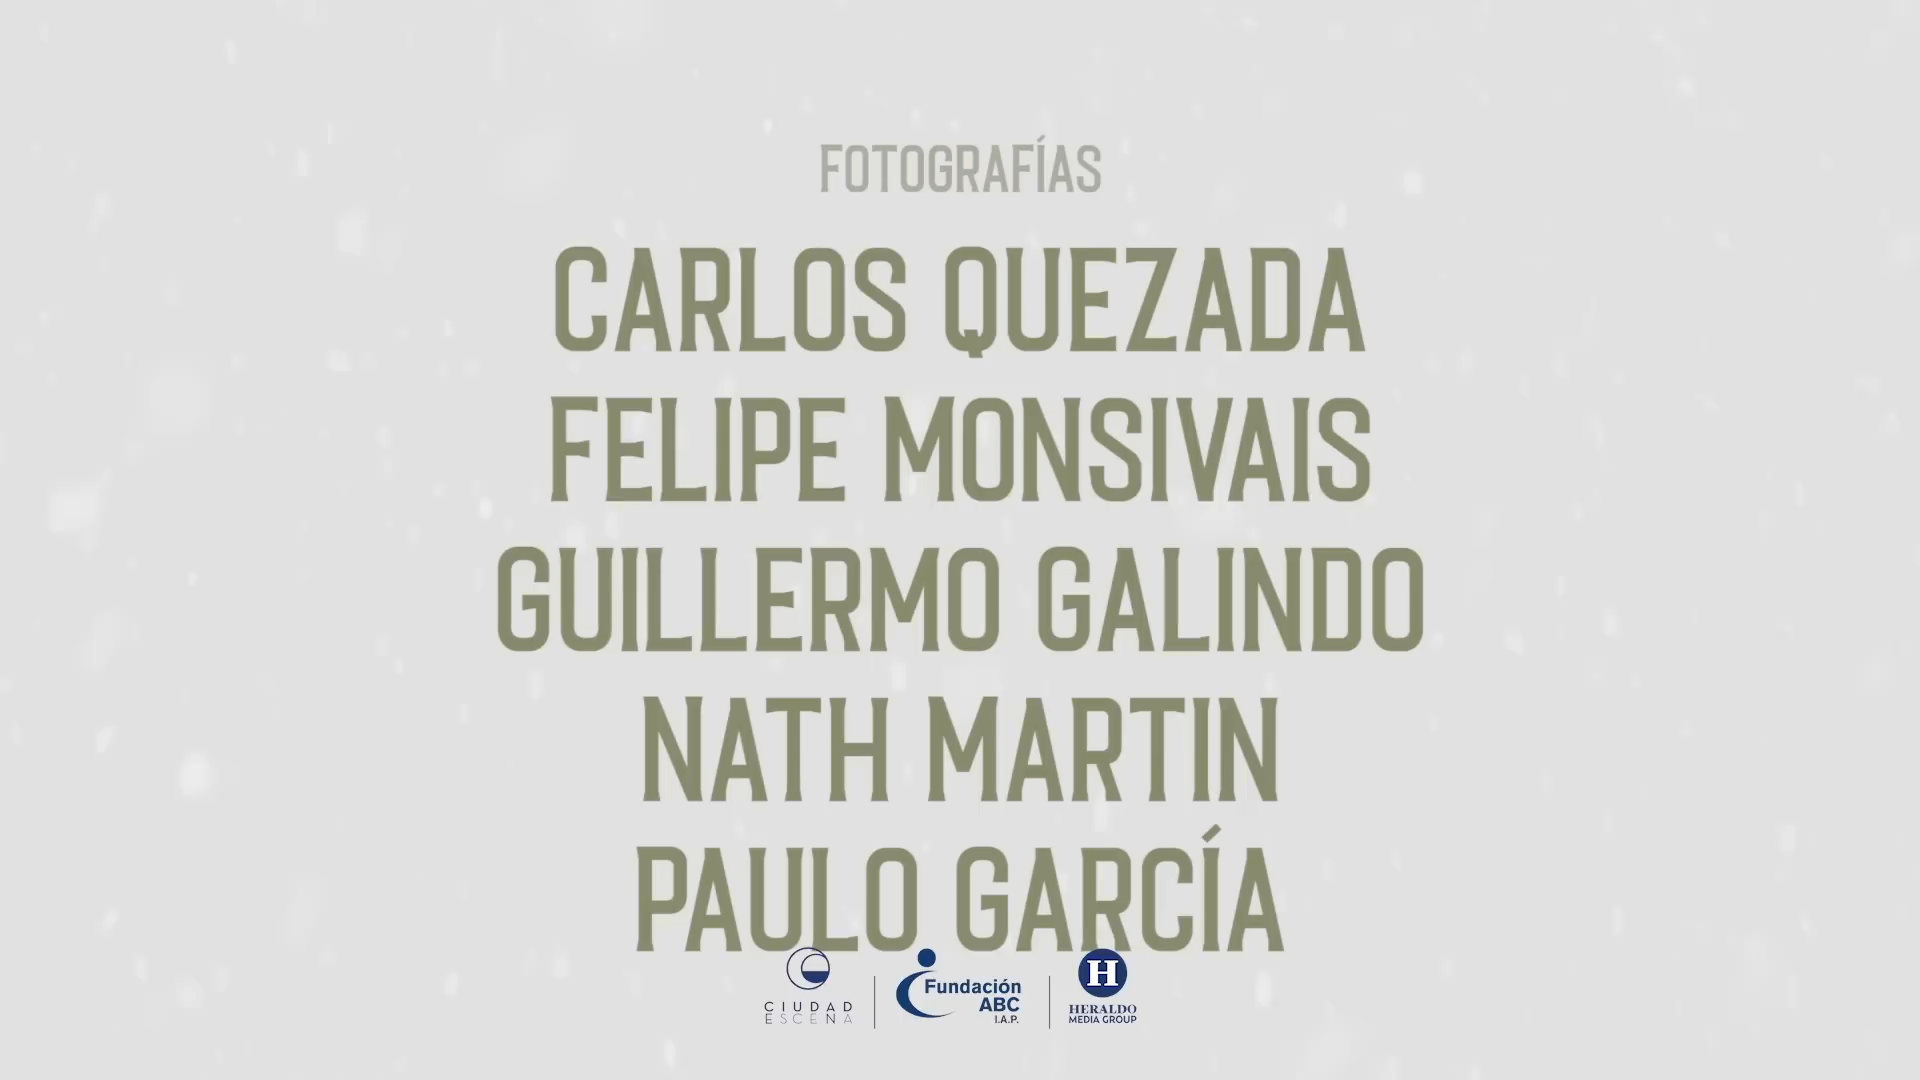 FOTOGRAFÍAS
CARLOS QUEZADA
FELIPE MONSIVAIS
GUILLERMO GALINDO
NATH MARTIN
PAULO GARCÍA
CIUDAD
ESCENA
Fundación
ABC
I.A.P.
H
HERALDO
MEDIA GROUP